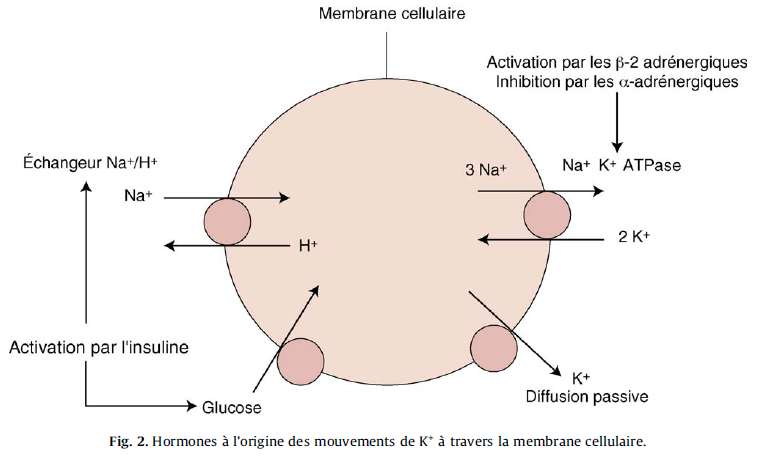 Membrane cellulaire
Activation par les β-2 adrénergiques
Inhibition par les α-adrénergiques
Échangeur Na⁺/H⁺
3 Na⁺
Na⁺ K⁺ ATPase
Na⁺
H⁺
2 K⁺
Activation par l'insuline
Glucose
K⁺
Diffusion passive
Fig. 2. Hormones à l'origine des mouvements de K⁺ à travers la membrane cellulaire.